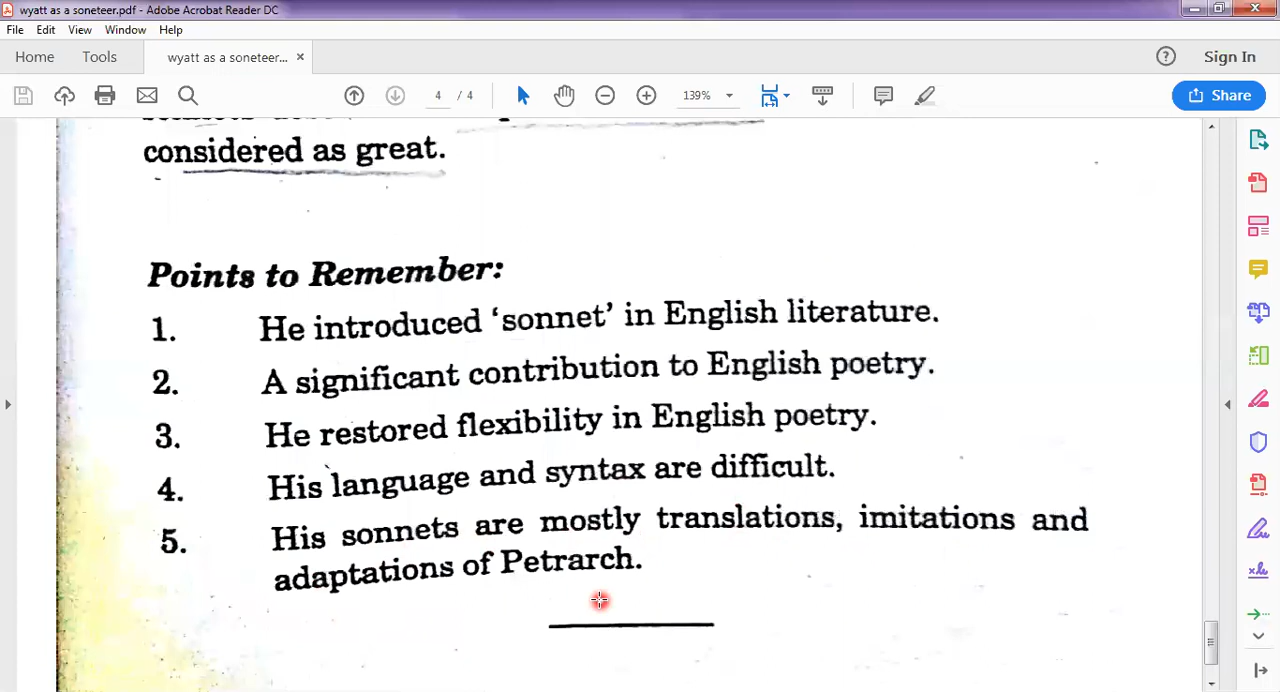 wyatt as a soneteer.pdf - Adobe Acrobat Reader DC
File Edit View Window Help
Home Tools wyatt as a soneteer... × Sign In
4 / 4 139% Share
considered as great.
Points to Remember:
1. He introduced ‘sonnet’ in English literature.
2. A significant contribution to English poetry.
3. He restored flexibility in English poetry.
4. His language and syntax are difficult.
5. His sonnets are mostly translations, imitations and
adaptations of Petrarch.